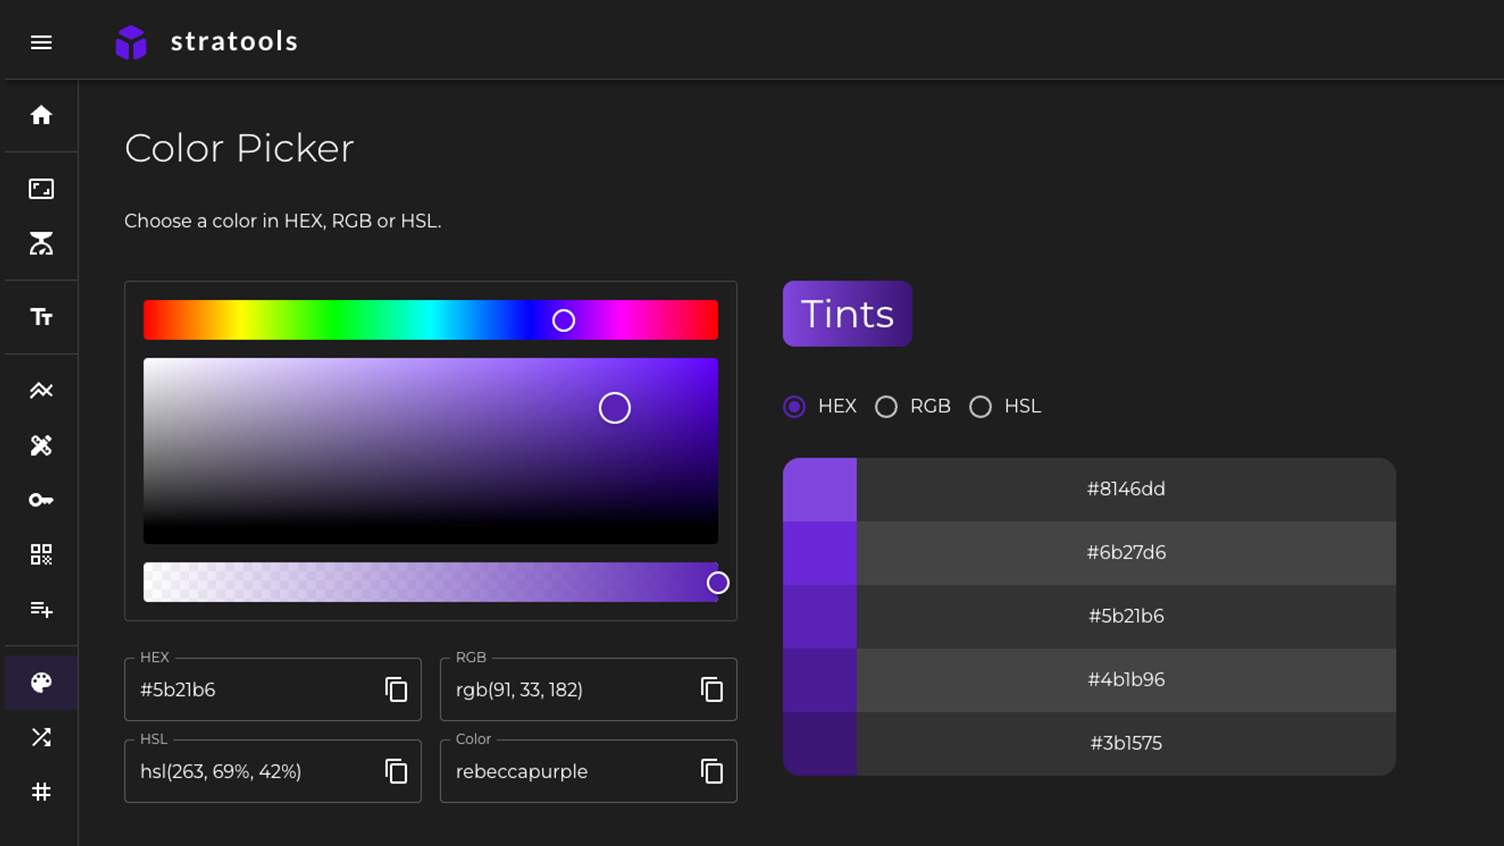 stratools
Color Picker
Choose a color in HEX, RGB or HSL.
Tints
HEX RGB HSL
#8146dd
#6b27d6
#5b21b6
#4b1b96
#3b1575
HEX
#5b21b6
RGB
rgb(91, 33, 182)
HSL
hsl(263, 69%, 42%)
Color
rebeccapurple